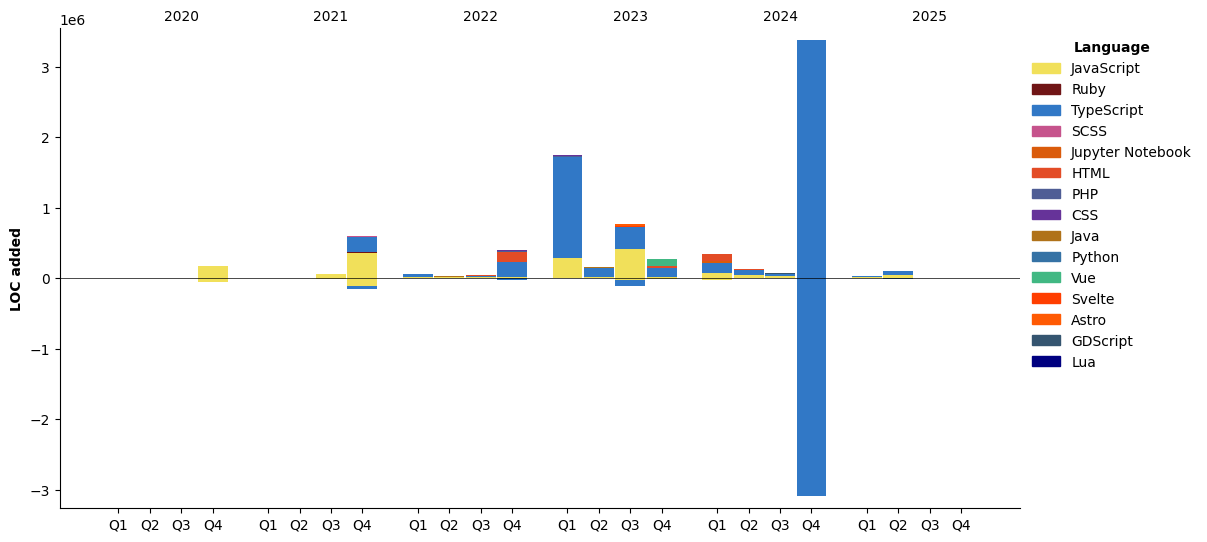 1e6
2020 2021 2022 2023 2024 2025
3
2
1
0
−1
−2
−3
LOC added
Q1 Q2 Q3 Q4 Q1 Q2 Q3 Q4 Q1 Q2 Q3 Q4 Q1 Q2 Q3 Q4 Q1 Q2 Q3 Q4 Q1 Q2 Q3 Q4
Language
JavaScript
Ruby
TypeScript
SCSS
Jupyter Notebook
HTML
PHP
CSS
Java
Python
Vue
Svelte
Astro
GDScript
Lua